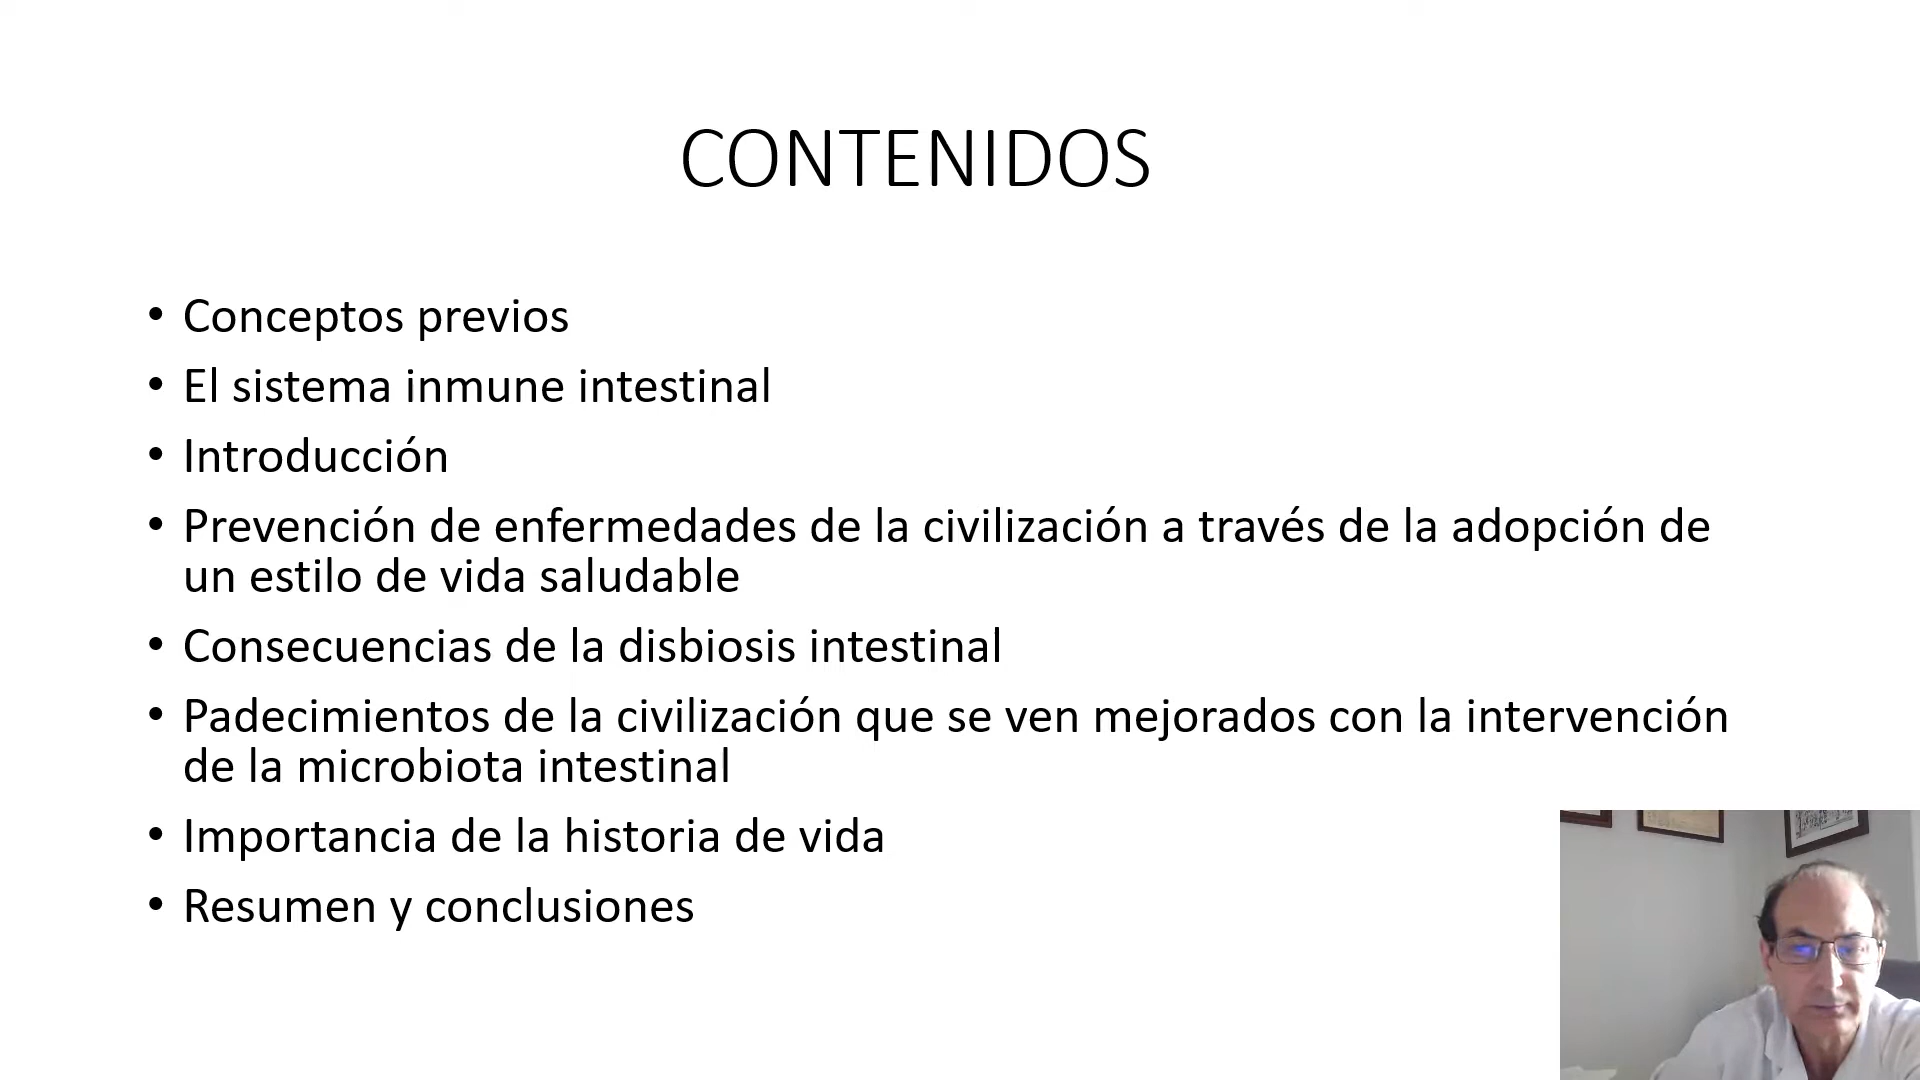 CONTENIDOS
• Conceptos previos
• El sistema inmune intestinal
• Introducción
• Prevención de enfermedades de la civilización a través de la adopción de
un estilo de vida saludable
• Consecuencias de la disbiosis intestinal
• Padecimientos de la civilización que se ven mejorados con la intervención
de la microbiota intestinal
• Importancia de la historia de vida
• Resumen y conclusiones